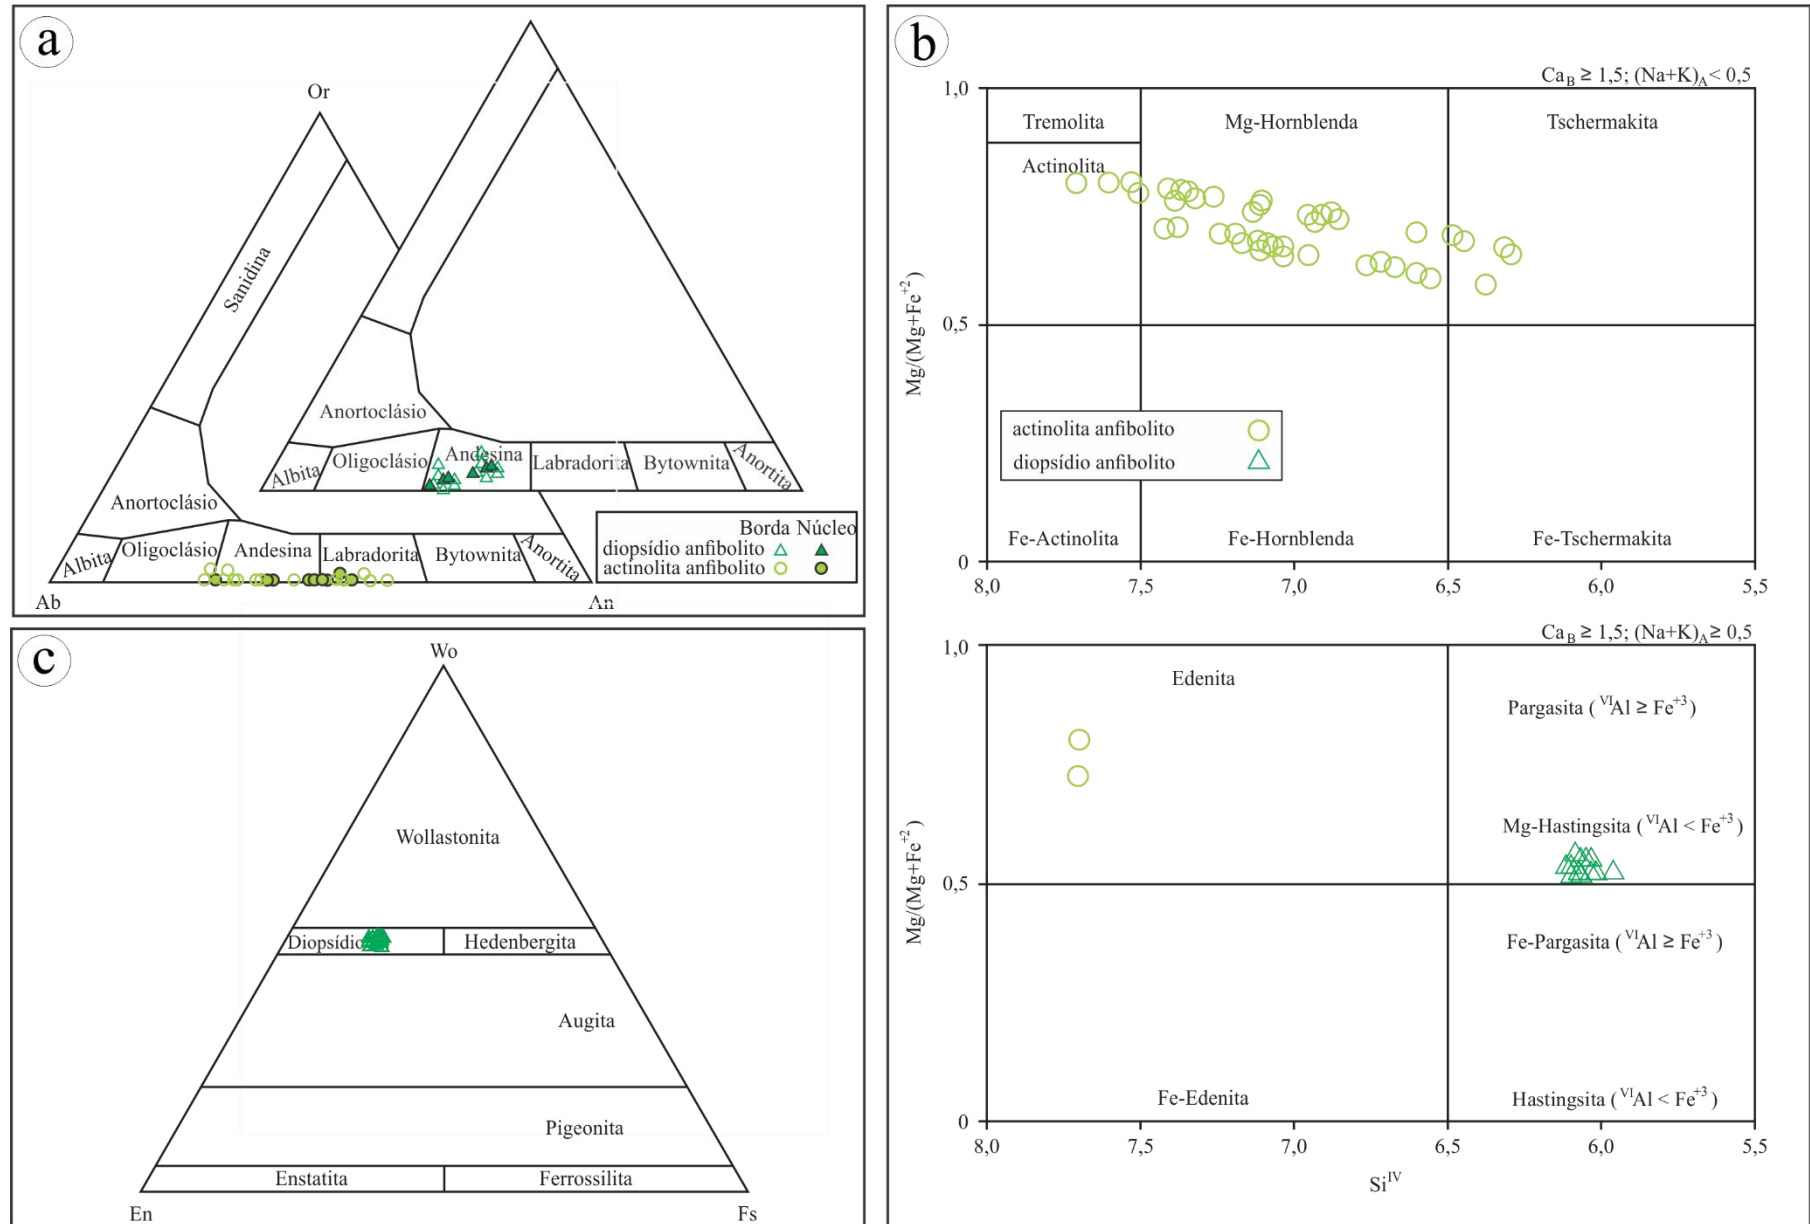 a
Or
Sanidina
Anortoclásio
Albita
Oligoclásio
Andesina
Labradorita
Bytownita
Anortita
Anortoclásio
Albita
Oligoclásio
Andesina
Labradorita
Bytownita
Anortita
Ab
An
Borda Núcleo
diopsídio anfibolito
actinolita anfibolito
b
Ca_B ≥ 1,5; (Na+K)_A < 0,5
1,0
Tremolita
Mg-Hornblenda
Tschermakita
Actinolita
Mg/(Mg+Fe⁺²)
0,5
actinolita anfibolito
diopsídio anfibolito
Fe-Actinolita
Fe-Hornblenda
Fe-Tschermakita
0
8,0 7,5 7,0 6,5 6,0 5,5
Ca_B ≥ 1,5; (Na+K)_A ≥ 0,5
1,0
Edenita
Pargasita (ⱽᴵAl ≥ Fe⁺³)
Mg-Hastingsita (ⱽᴵAl < Fe⁺³)
Mg/(Mg+Fe⁺²)
0,5
Fe-Pargasita (ⱽᴵAl ≥ Fe⁺³)
Fe-Edenita
Hastingsita (ⱽᴵAl < Fe⁺³)
0
8,0 7,5 7,0 6,5 6,0 5,5
Siᴵⱽ
c
Wo
Wollastonita
Diopsídio
Hedenbergita
Augita
Pigeonita
Enstatita
Ferrossilita
En
Fs